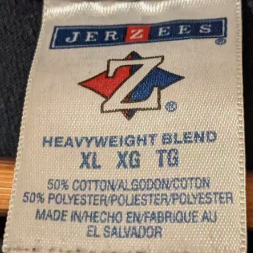 JERZEES®
Z®
HEAVYWEIGHT BLEND
XL XG TG
50% COTTON/ALGODON/COTON
50% POLYESTER/POLIESTER/POLYESTER
MADE IN/HECHO EN/FABRIQUE AU
EL SALVADOR